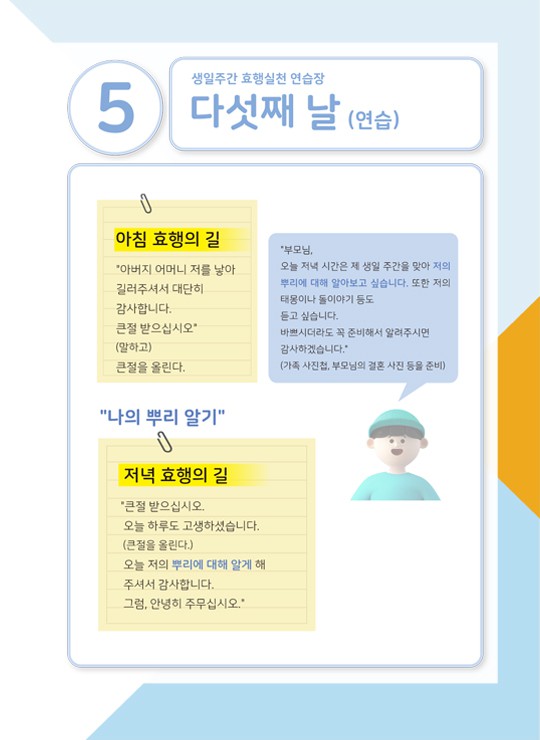 5
생일주간 효행실천 연습장
다섯째 날 (연습)
아침 효행의 길
"아버지 어머니 저를 낳아
길러주셔서 대단히
감사합니다.
큰절 받으십시오"
(말하고)
큰절을 올린다.
"부모님,
오늘 저녁 시간은 제 생일 주간을 맞아 저의
뿌리에 대해 알아보고 싶습니다. 또한 저의
태몽이나 돌이야기 등도
듣고 싶습니다.
바쁘시더라도 꼭 준비해서 알려주시면
감사하겠습니다."
(가족 사진첩, 부모님의 결혼 사진 등을 준비)
"나의 뿌리 알기"
저녁 효행의 길
"큰절 받으십시오.
오늘 하루도 고생하셨습니다.
(큰절을 올린다.)
오늘 저의 뿌리에 대해 알게 해
주셔서 감사합니다.
그럼, 안녕히 주무십시오."